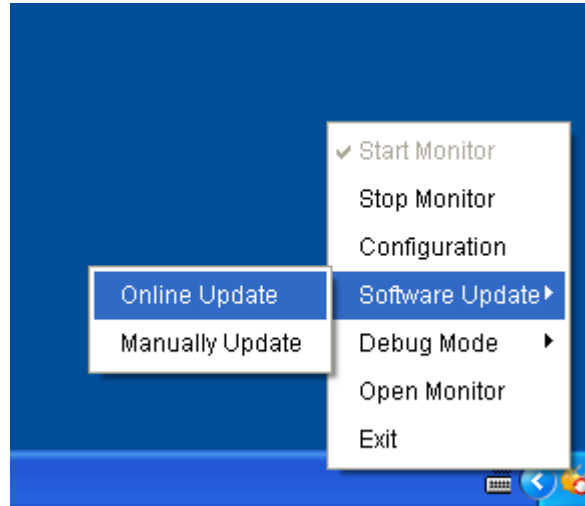 Start Monitor
Stop Monitor
Configuration
Software Update
Online Update
Manually Update
Debug Mode
Open Monitor
Exit